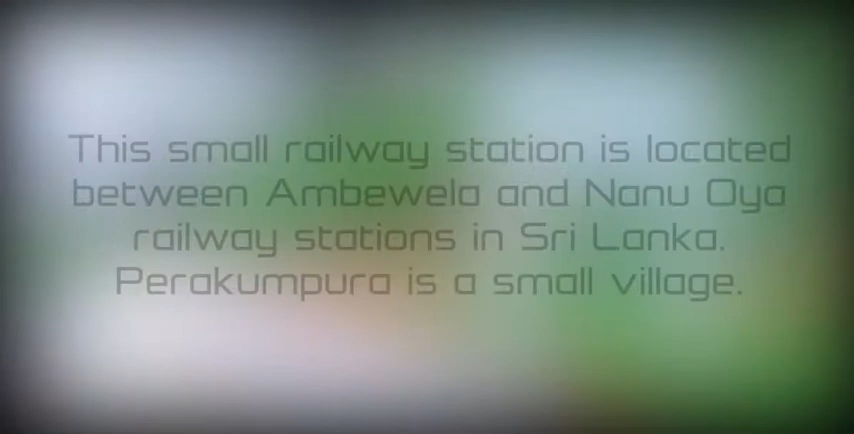 This small railway station is located
between Ambewela and Nanu Oya
railway stations in Sri Lanka.
Perakumpura is a small village.